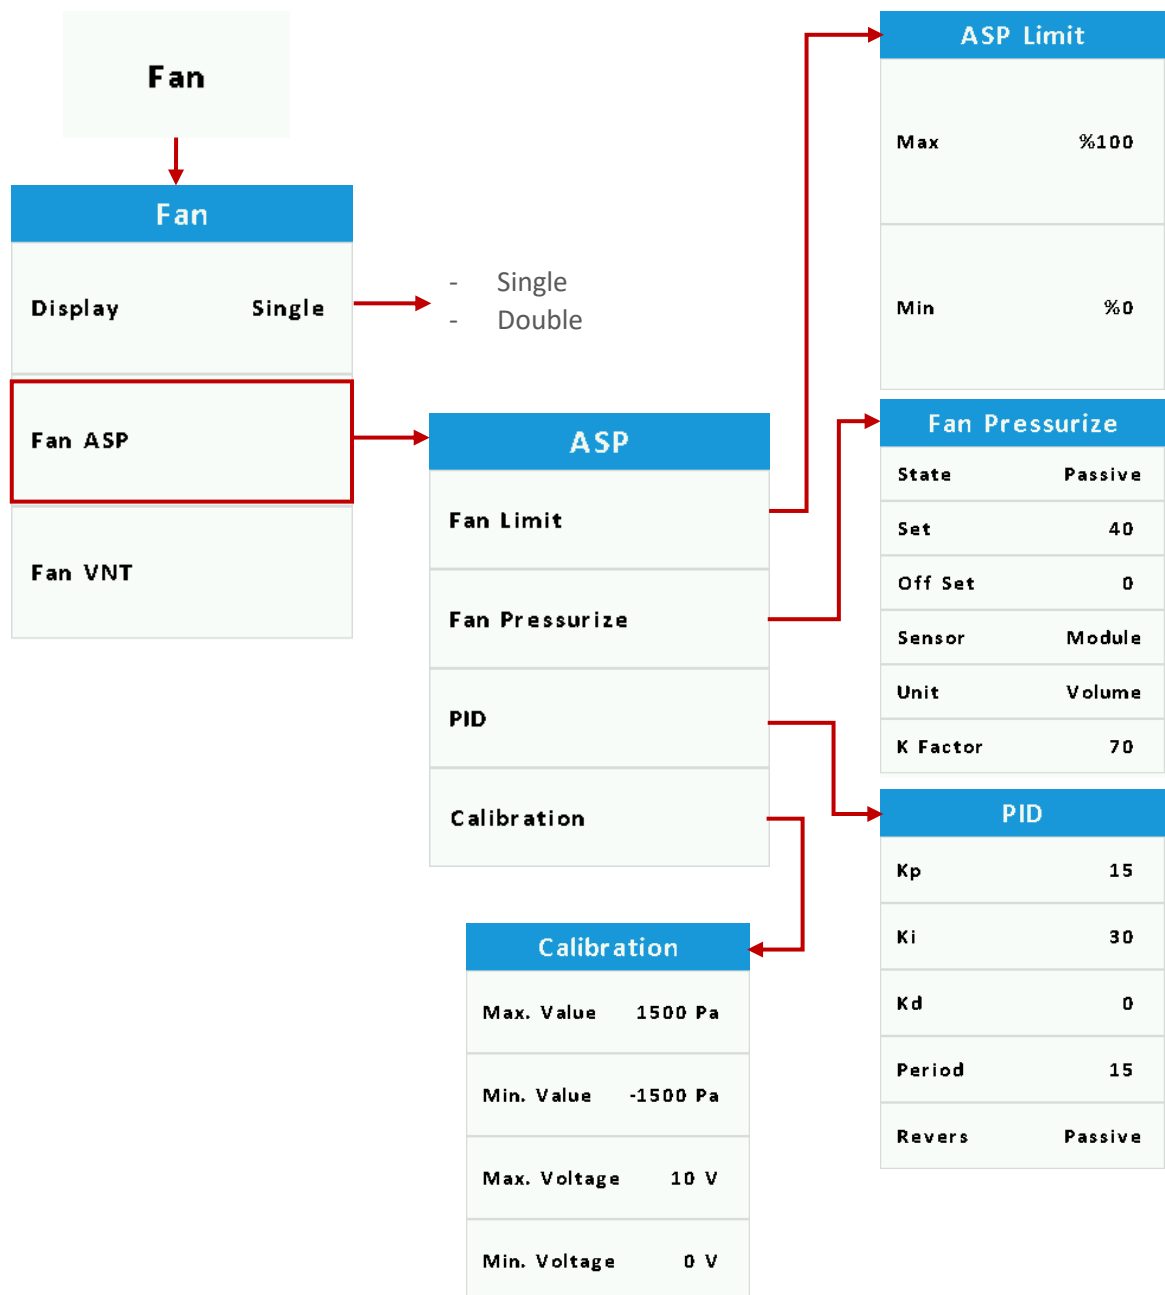 Fan
Fan
Display Single
- Single
- Double
Fan ASP
Fan VNT
ASP
Fan Limit
Fan Pressurize
PID
Calibration
ASP Limit
Max %100
Min %0
Fan Pressurize
State Passive
Set 40
Off Set 0
Sensor Module
Unit Volume
K Factor 70
PID
Kp 15
Ki 30
Kd 0
Period 15
Revers Passive
Calibration
Max. Value 1500 Pa
Min. Value -1500 Pa
Max. Voltage 10 V
Min. Voltage 0 V